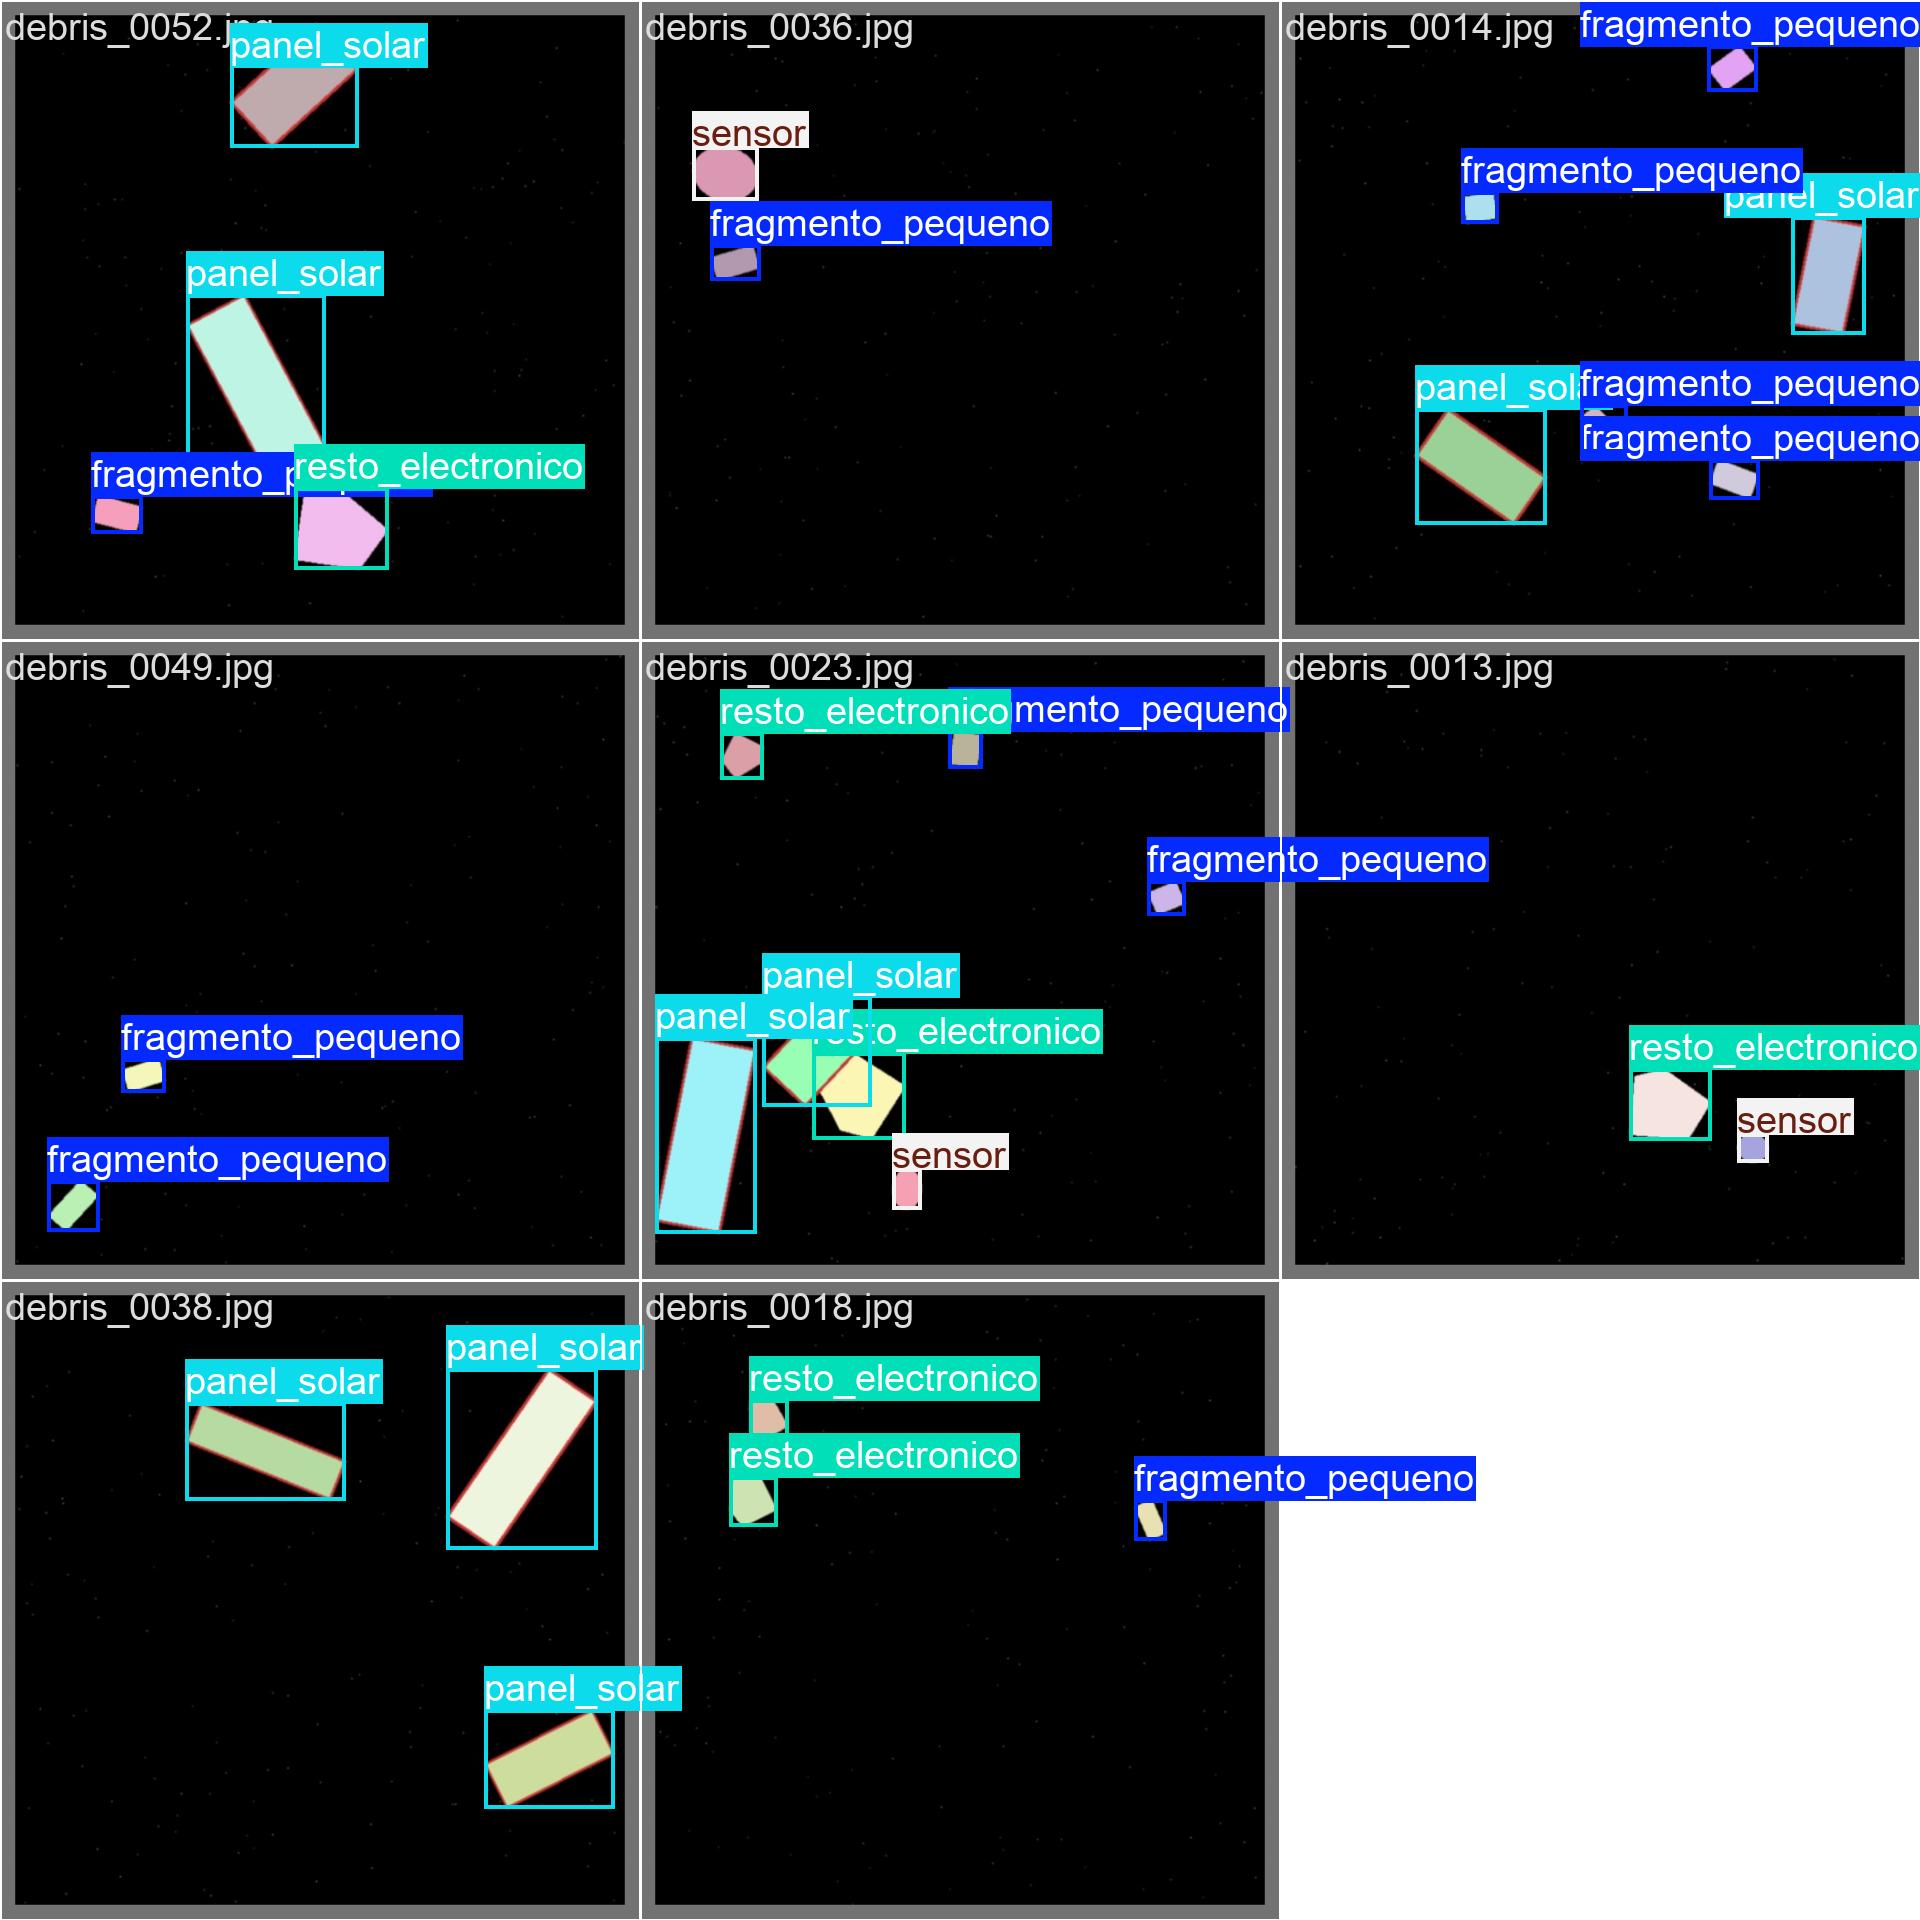 debris_0052.jpg
panel_solar
panel_solar
fragmento_p
resto_electronico
debris_0036.jpg
sensor
fragmento_pequeno
debris_0014.jpg
fragmento_pequeno
fragmento_pequeno
panel_solar
panel_sola
fragmento_pequeno
fragmento_pequeno
debris_0049.jpg
fragmento_pequeno
fragmento_pequeno
debris_0023.jpg
resto_electronico
mento_pequeno
fragmento_pequeno
panel_solar
panel_solar
esto_electronico
sensor
debris_0013.jpg
resto_electronico
sensor
debris_0038.jpg
panel_solar
panel_solar
panel_solar
debris_0018.jpg
resto_electronico
resto_electronico
fragmento_pequeno